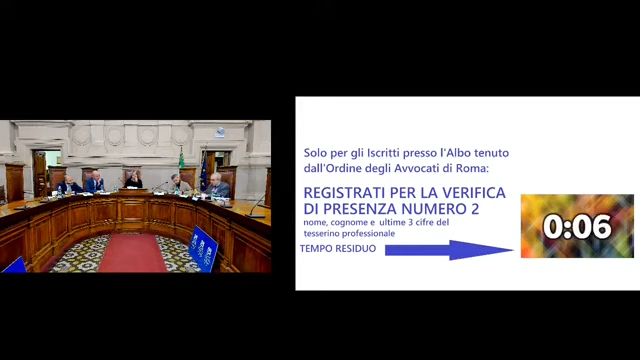 Solo per gli Iscritti presso l'Albo tenuto
dall'Ordine degli Avvocati di Roma:
REGISTRATI PER LA VERIFICA
DI PRESENZA NUMERO 2
nome, cognome e ultime 3 cifre del
tesserino professionale
TEMPO RESIDUO
0:06